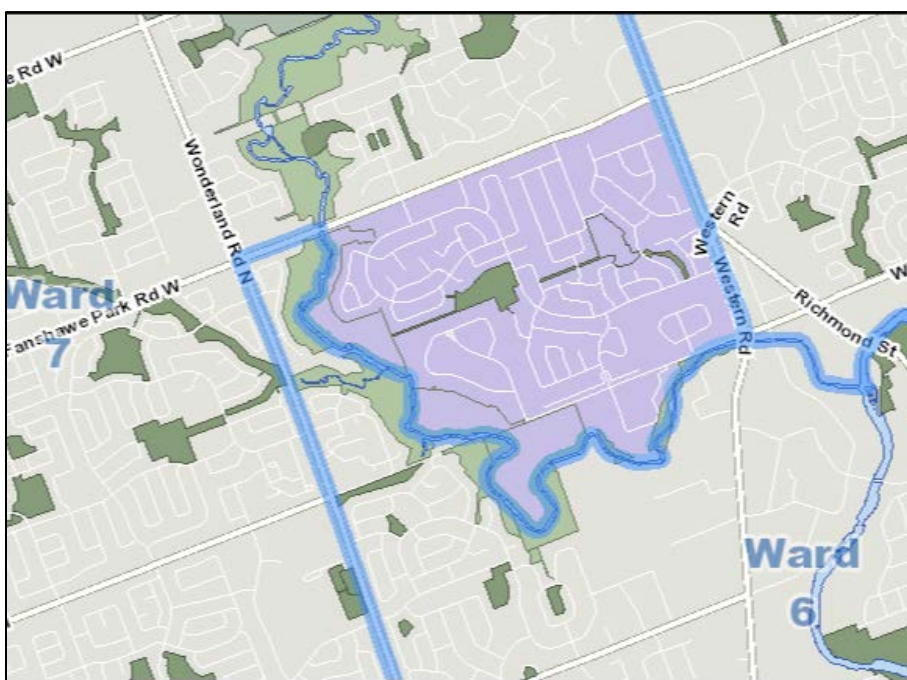 e Rd W
Wonderland Rd N
Western
Rd
Western Rd
W
Richmond St
Ward
7
Fanshawe Park Rd W
Ward
6